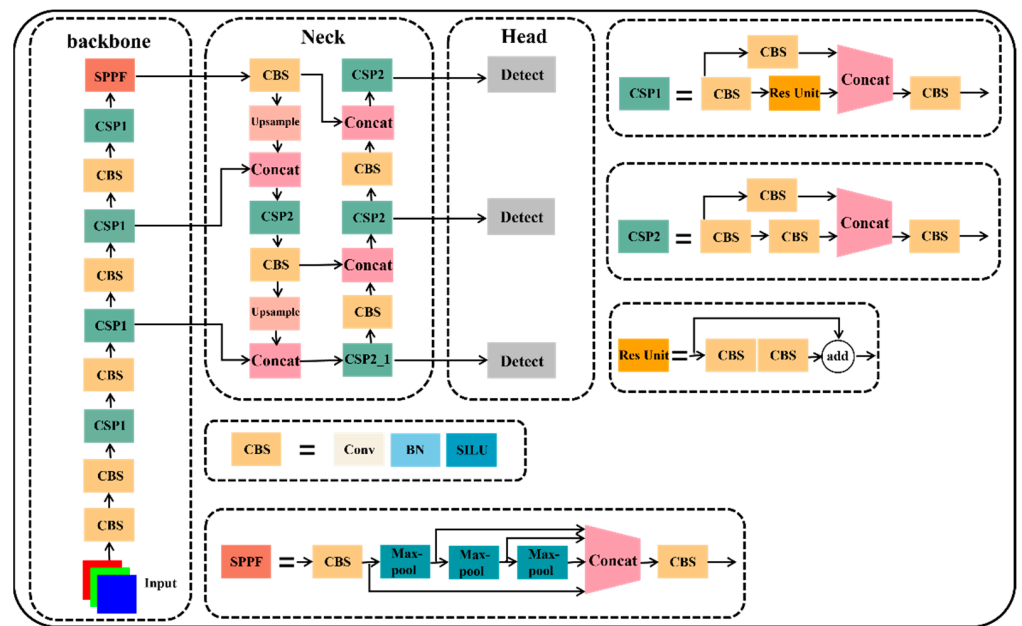 backbone
SPPF
CSP1
CBS
CSP1
CBS
CSP1
CBS
CSP1
CBS
CBS
Input
Neck
CBS
Upsample
Concat
CSP2
CBS
Upsample
Concat
CSP2
Concat
CBS
CSP2
Concat
CBS
CSP2_1
Head
Detect
Detect
Detect
CSP1
=
CBS
CBS
Res Unit
Concat
CBS
CSP2
=
CBS
CBS
CBS
Concat
CBS
Res Unit
=
CBS
CBS
add
CBS
=
Conv
BN
SILU
SPPF
=
CBS
Max-
pool
Max-
pool
Max-
pool
Concat
CBS